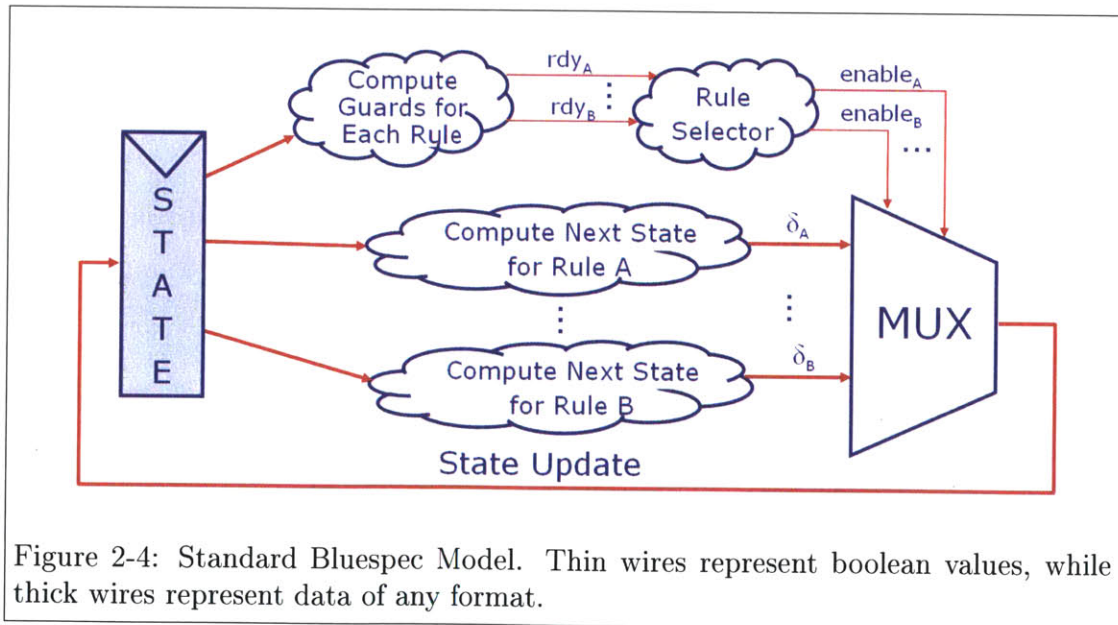 Compute
Guards for
Each Rule
rdy_A
⋮
rdy_B
Rule
Selector
enable_A
enable_B
...
S
T
A
T
E
Compute Next State
for Rule A
δ_A
⋮
⋮
Compute Next State
for Rule B
δ_B
MUX
State Update
Figure 2-4: Standard Bluespec Model. Thin wires represent boolean values, while
thick wires represent data of any format.